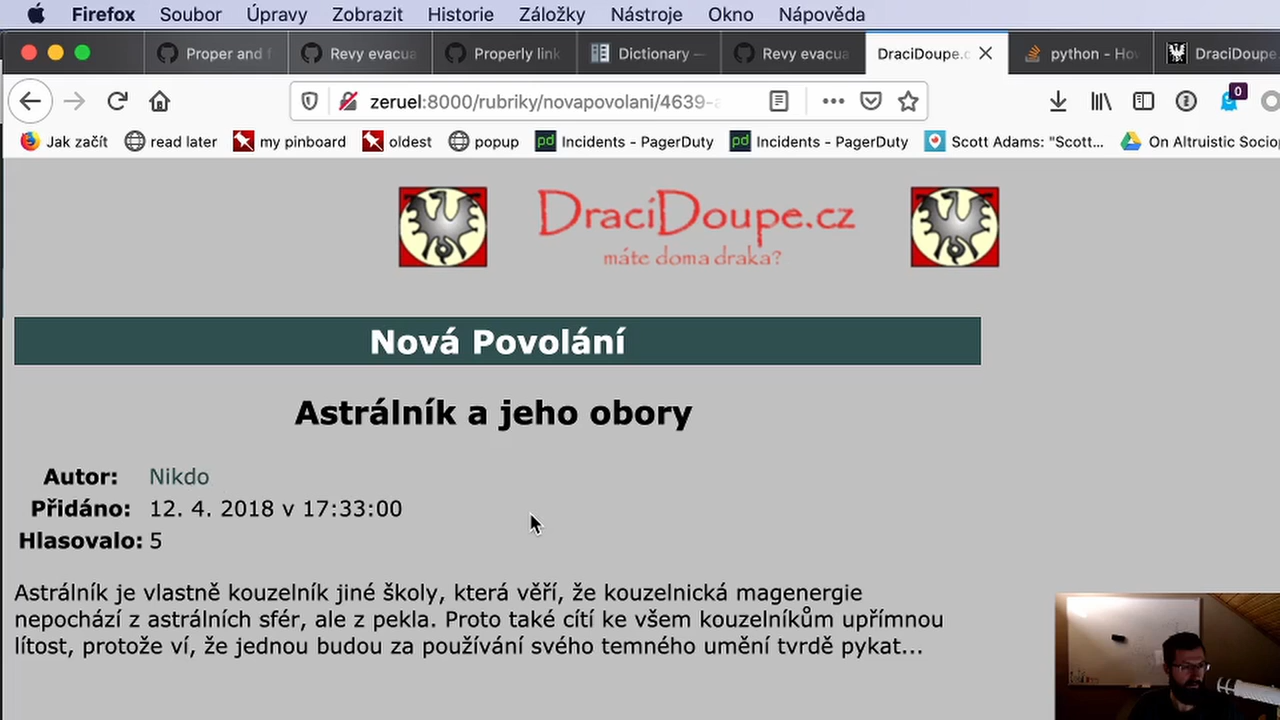 Firefox Soubor Úpravy Zobrazit Historie Záložky Nástroje Okno Nápověda
Proper and f Revy evacua Properly link Dictionary — Revy evacua DraciDoupe.c python - Hov DraciDoupe
zeruel:8000/rubriky/novapovolani/4639-a 0
Jak začít read later my pinboard oldest popup pd Incidents - PagerDuty pd Incidents - PagerDuty Scott Adams: "Scott... On Altruistic Sociop
DraciDoupe.cz
máte doma draka?
Nová Povolání
Astrálník a jeho obory
Autor: Nikdo
Přidáno: 12. 4. 2018 v 17:33:00
Hlasovalo: 5
Astrálník je vlastně kouzelník jiné školy, která věří, že kouzelnická magenergie
nepochází z astrálních sfér, ale z pekla. Proto také cítí ke všem kouzelníkům upřímnou
lítost, protože ví, že jednou budou za používání svého temného umění tvrdě pykat...